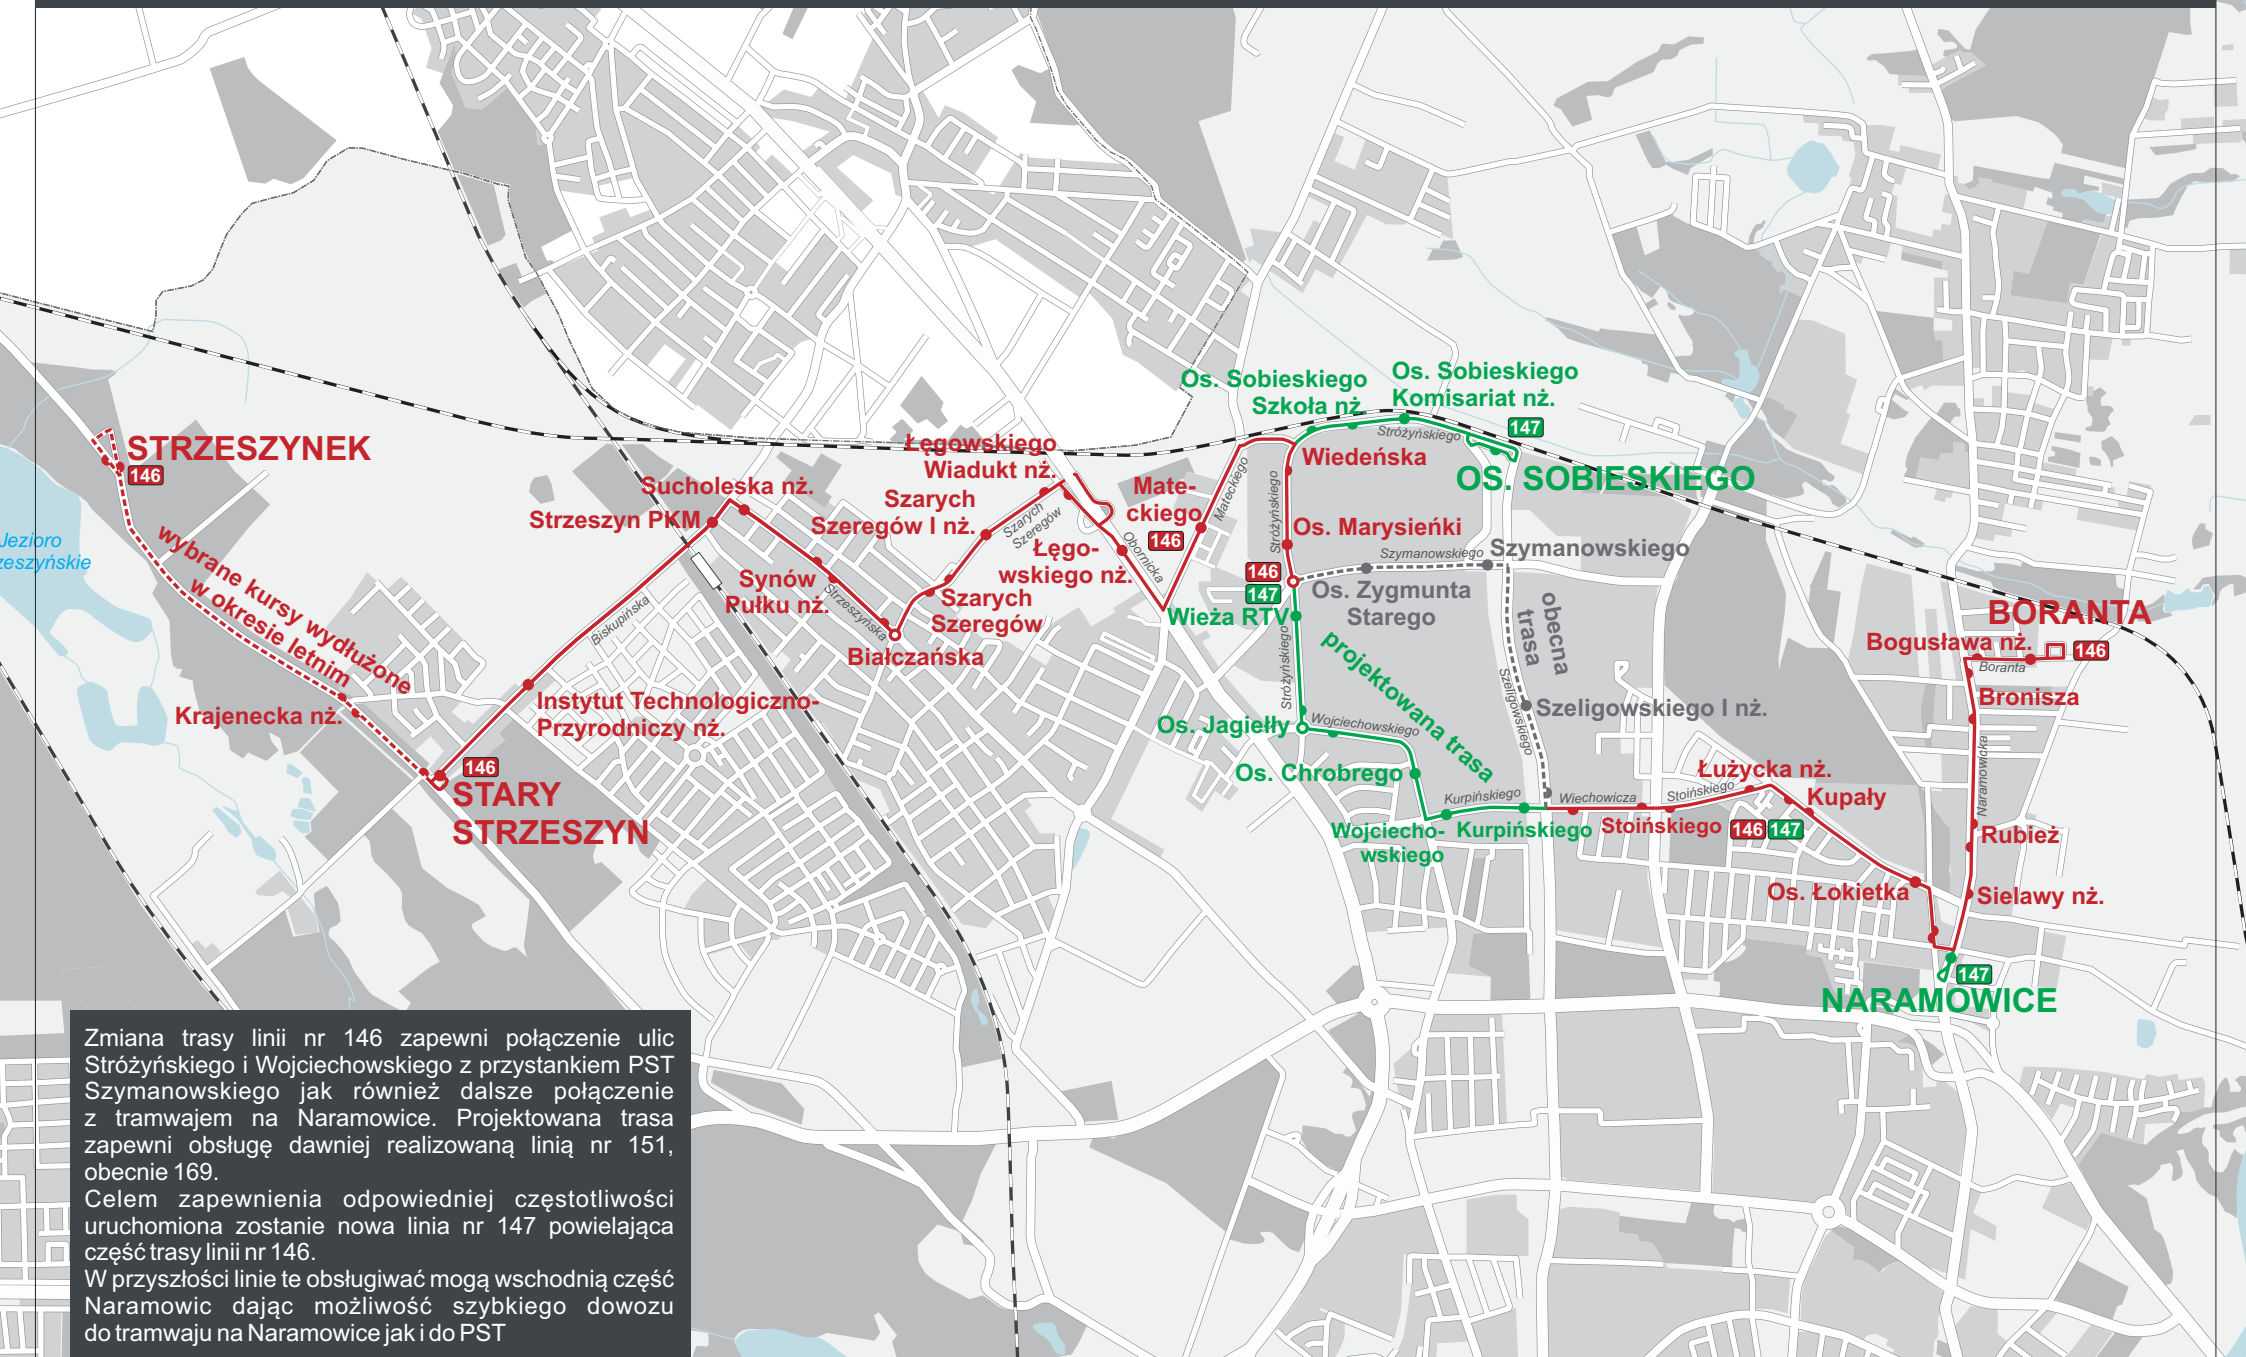 Os. Sobieskiego
Szkoła nż.
Os. Sobieskiego
Komisariat nż.
147
Stróżyńskiego
OS. SOBIESKIEGO
STRZESZYNEK
146
Jezioro
zeszyńskie
wybrane kursy wydłużone
w okresie letnim
Krajenecka nż.
146
STARY
STRZESZYN
Biskupińska
Instytut Technologiczno-
Przyrodniczy nż.
Strzeszyn PKM
Sucholeska nż.
Synów
Pułku nż.
Strzeszyńska
Białczańska
Szarych
Szeregów
Szarych
Szeregów I nż.
Szarych
Szeregów
Łęgowskiego
Wiadukt nż.
Łęgo-
wskiego nż.
Obornicka
Mate-
ckiego
146
Mateckiego
Wiedeńska
Stróżyńskiego
Os. Marysieńki
146
147
Szymanowskiego
Szymanowskiego
Os. Zygmunta
Starego
obecna
trasa
Szeligowskiego
Szeligowskiego I nż.
Wieża RTV
Stróżyńskiego
projektowana trasa
Os. Jagiełły
Wojciechowskiego
Os. Chrobrego
Kurpińskiego
Wojciecho-
wskiego
Kurpińskiego
Wiechowicza
Stoińskiego
Stoińskiego
146
147
Łużycka nż.
Kupały
Os. Łokietka
BORANTA
Bogusława nż.
146
Boranta
Bronisza
Naramowicka
Rubież
Sielawy nż.
147
NARAMOWICE
Zmiana trasy linii nr 146 zapewni połączenie ulic
Stróżyńskiego i Wojciechowskiego z przystankiem PST
Szymanowskiego jak również dalsze połączenie
z tramwajem na Naramowice. Projektowana trasa
zapewni obsługę dawniej realizowaną linią nr 151,
obecnie 169.
Celem zapewnienia odpowiedniej częstotliwości
uruchomiona zostanie nowa linia nr 147 powielająca
część trasy linii nr 146.
W przyszłości linie te obsługiwać mogą wschodnią część
Naramowic dając możliwość szybkiego dowozu
do tramwaju na Naramowice jak i do PST